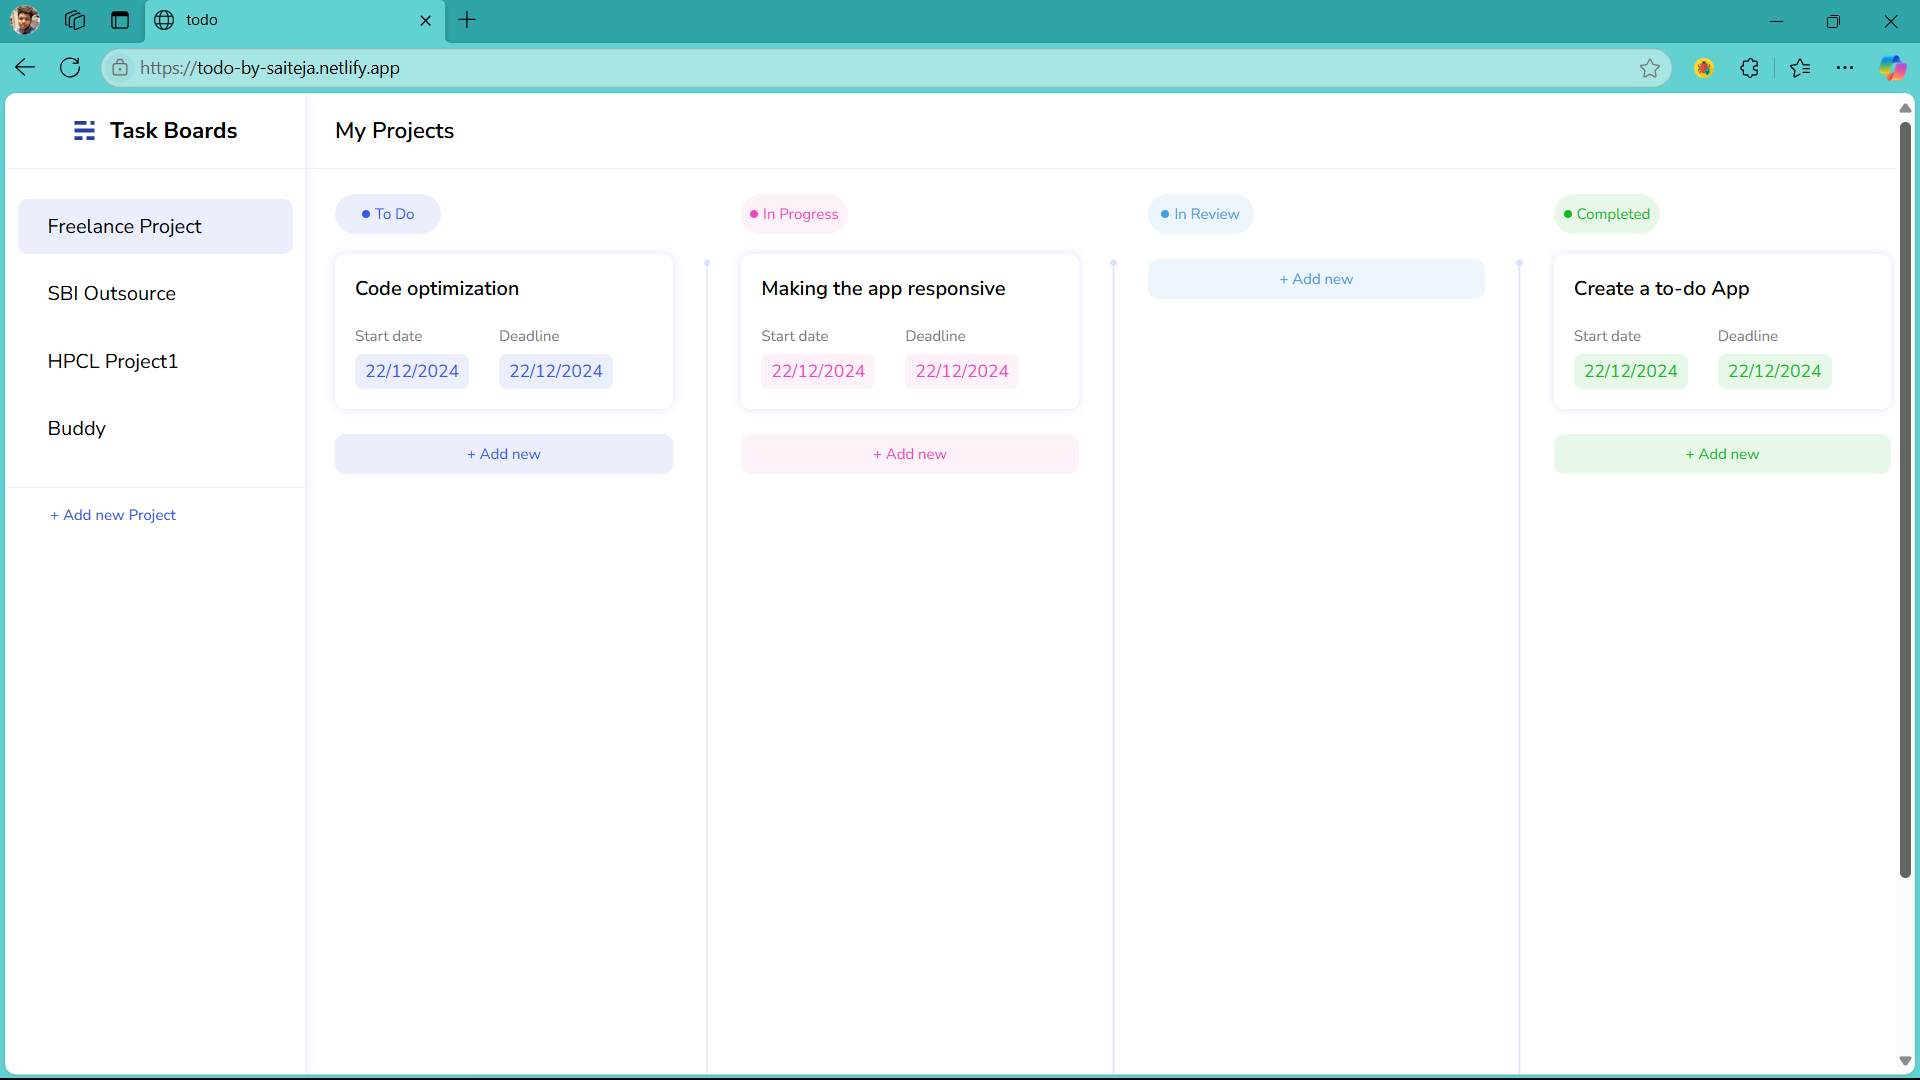 todo
https://todo-by-saiteja.netlify.app
Task Boards
My Projects
Freelance Project
SBI Outsource
HPCL Project1
Buddy
+ Add new Project
To Do
Code optimization
Start date Deadline
22/12/2024 22/12/2024
+ Add new
In Progress
Making the app responsive
Start date Deadline
22/12/2024 22/12/2024
+ Add new
In Review
+ Add new
Completed
Create a to-do App
Start date Deadline
22/12/2024 22/12/2024
+ Add new